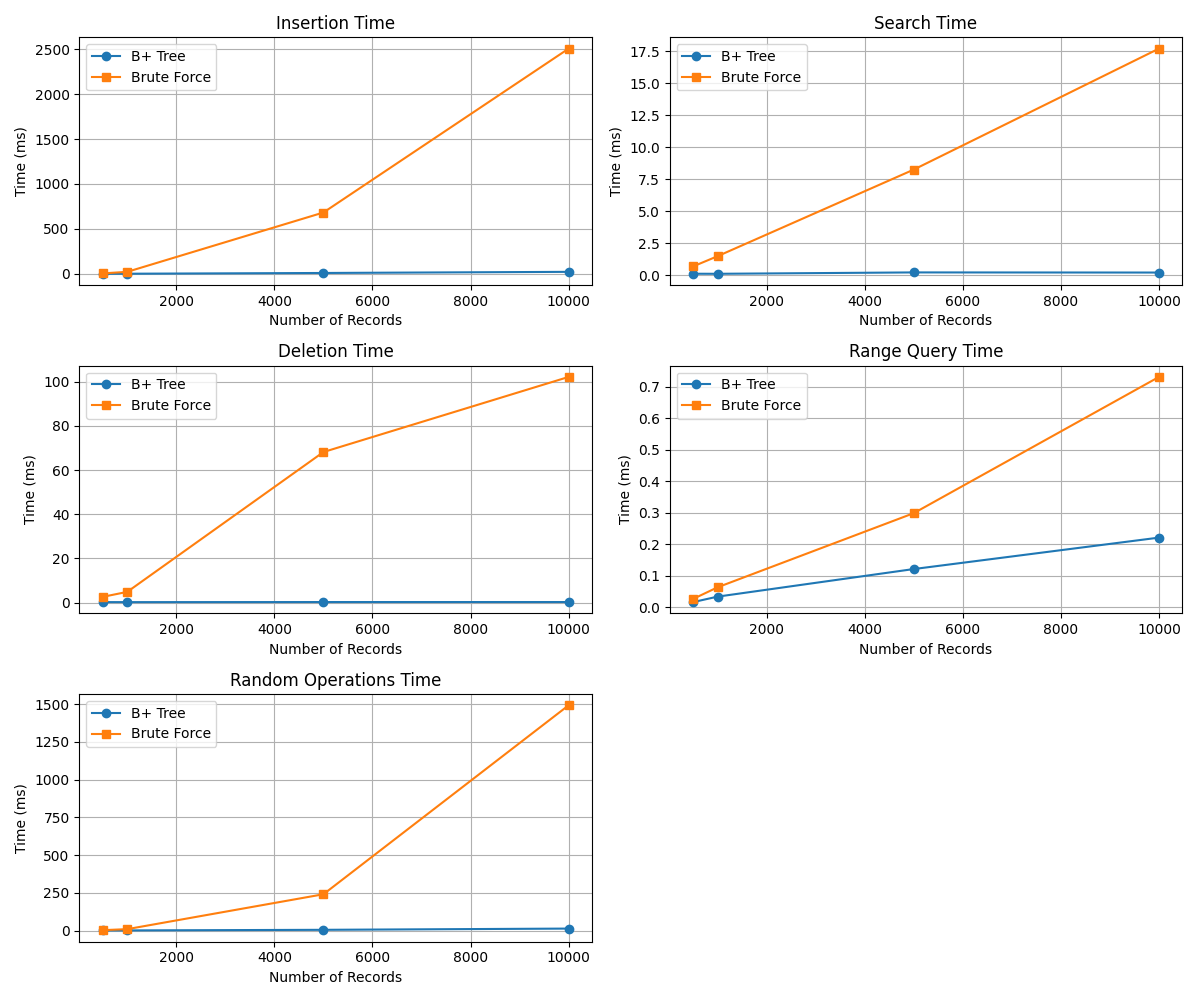 Insertion Time
B+ Tree
Brute Force
2500
2000
1500
1000
500
0
Time (ms)
2000 4000 6000 8000 10000
Number of Records
Search Time
B+ Tree
Brute Force
17.5
15.0
12.5
10.0
7.5
5.0
2.5
0.0
Time (ms)
2000 4000 6000 8000 10000
Number of Records
Deletion Time
B+ Tree
Brute Force
100
80
60
40
20
0
Time (ms)
2000 4000 6000 8000 10000
Number of Records
Range Query Time
B+ Tree
Brute Force
0.7
0.6
0.5
0.4
0.3
0.2
0.1
0.0
Time (ms)
2000 4000 6000 8000 10000
Number of Records
Random Operations Time
B+ Tree
Brute Force
1500
1250
1000
750
500
250
0
Time (ms)
2000 4000 6000 8000 10000
Number of Records